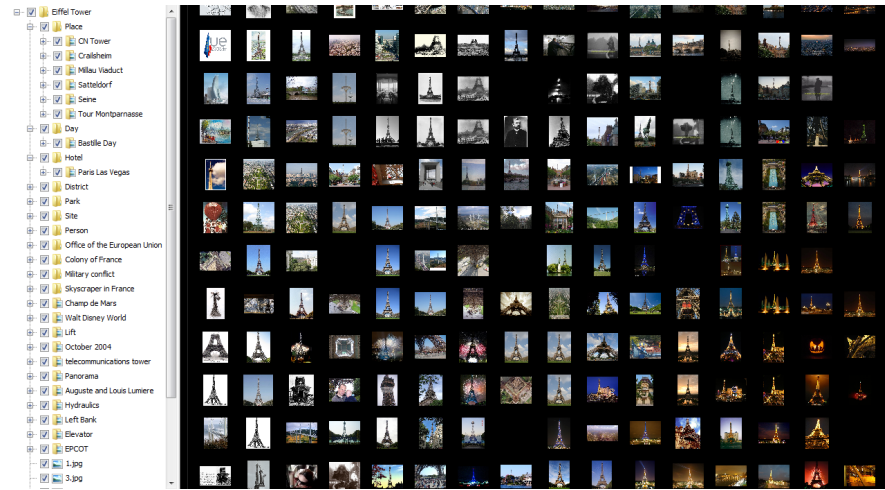 Eiffel Tower
Place
CN Tower
Crailsheim
Millau Viaduct
Satteldorf
Seine
Tour Montparnasse
Day
Bastille Day
Hotel
Paris Las Vegas
District
Park
Site
Person
Office of the European Union
Colony of France
Military conflict
Skyscraper in France
Champ de Mars
Walt Disney World
Lift
October 2004
telecommunications tower
Panorama
Auguste and Louis Lumiere
Hydraulics
Left Bank
Elevator
EPCOT
1.jpg
3.jpg